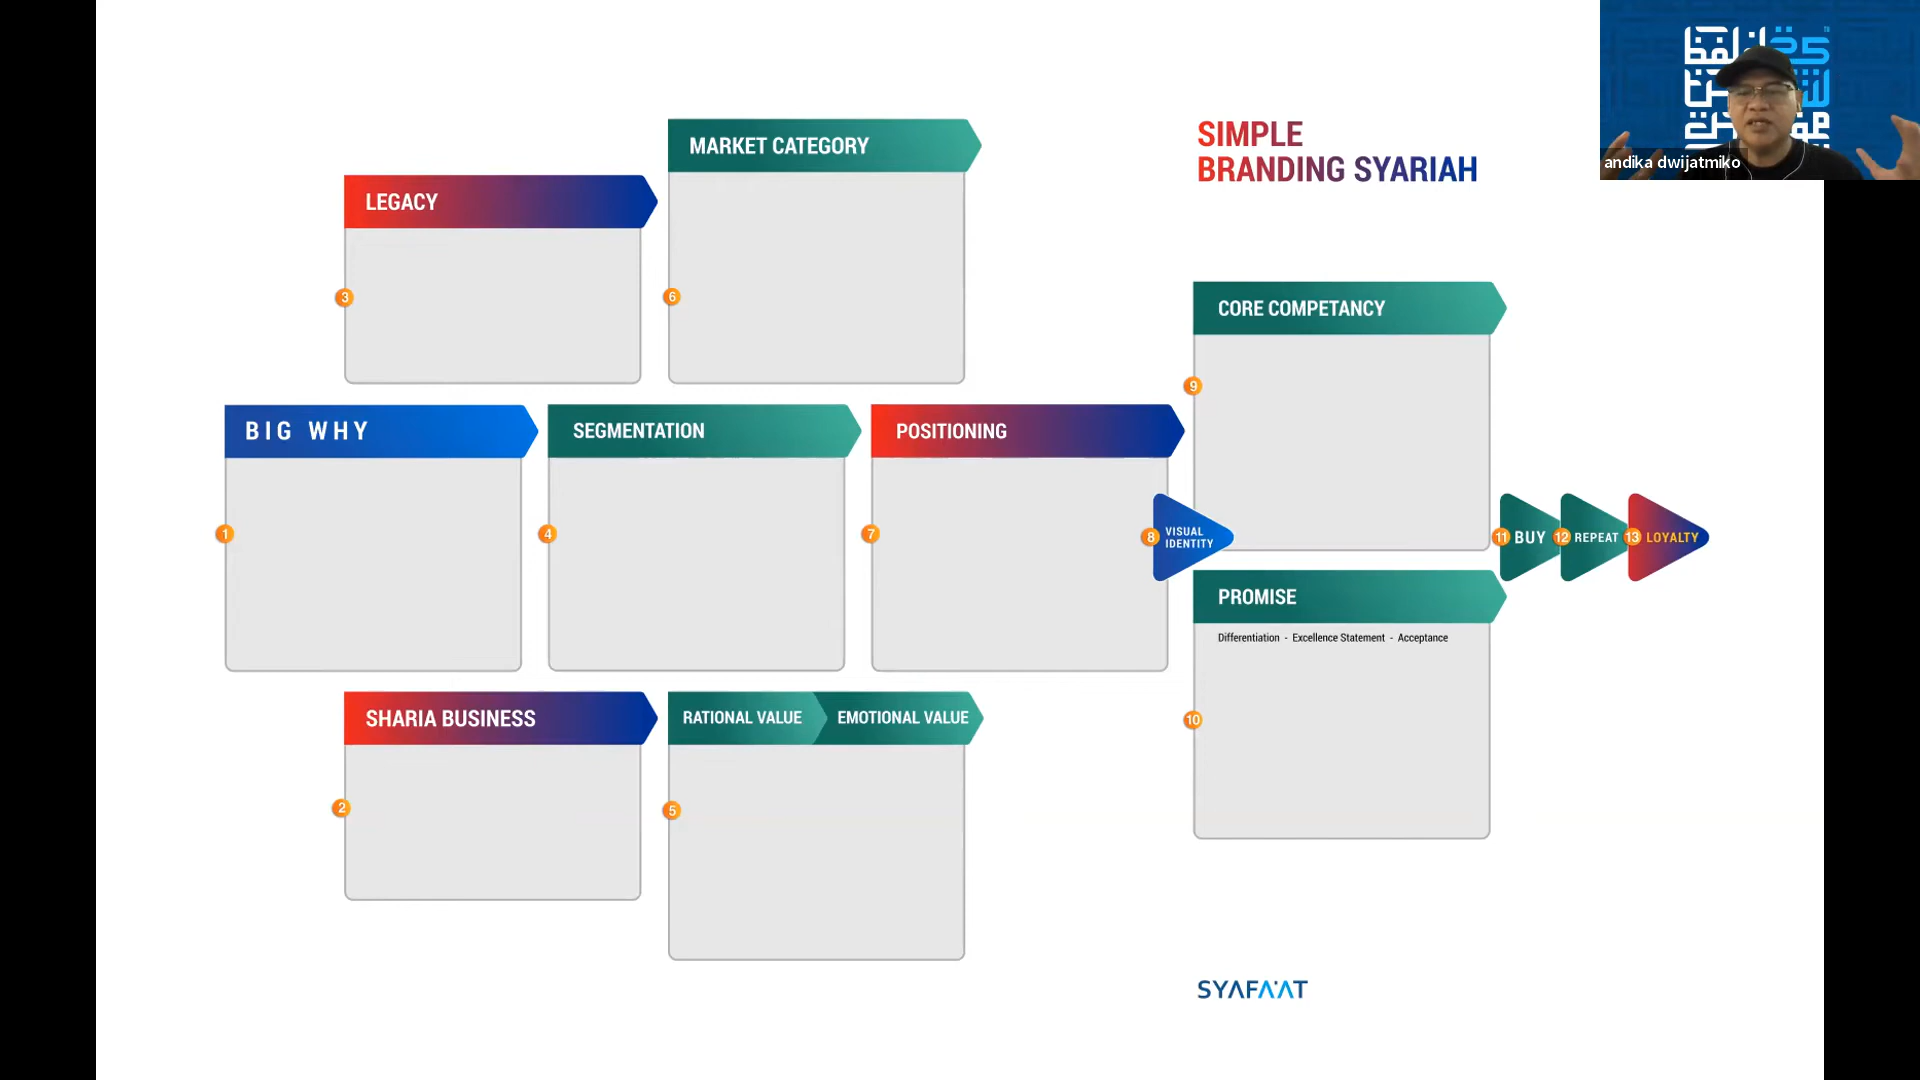 MARKET CATEGORY
LEGACY
3
6
SIMPLE
BRANDING SYARIAH
andika dwijatmiko
CORE COMPETANCY
9
BIG WHY
SEGMENTATION
POSITIONING
1
4
7
8 VISUAL
IDENTITY
11 BUY 12 REPEAT 13 LOYALTY
PROMISE
Differentiation - Excellence Statement - Acceptance
10
SHARIA BUSINESS
RATIONAL VALUE EMOTIONAL VALUE
2
5
SYAFA'AT